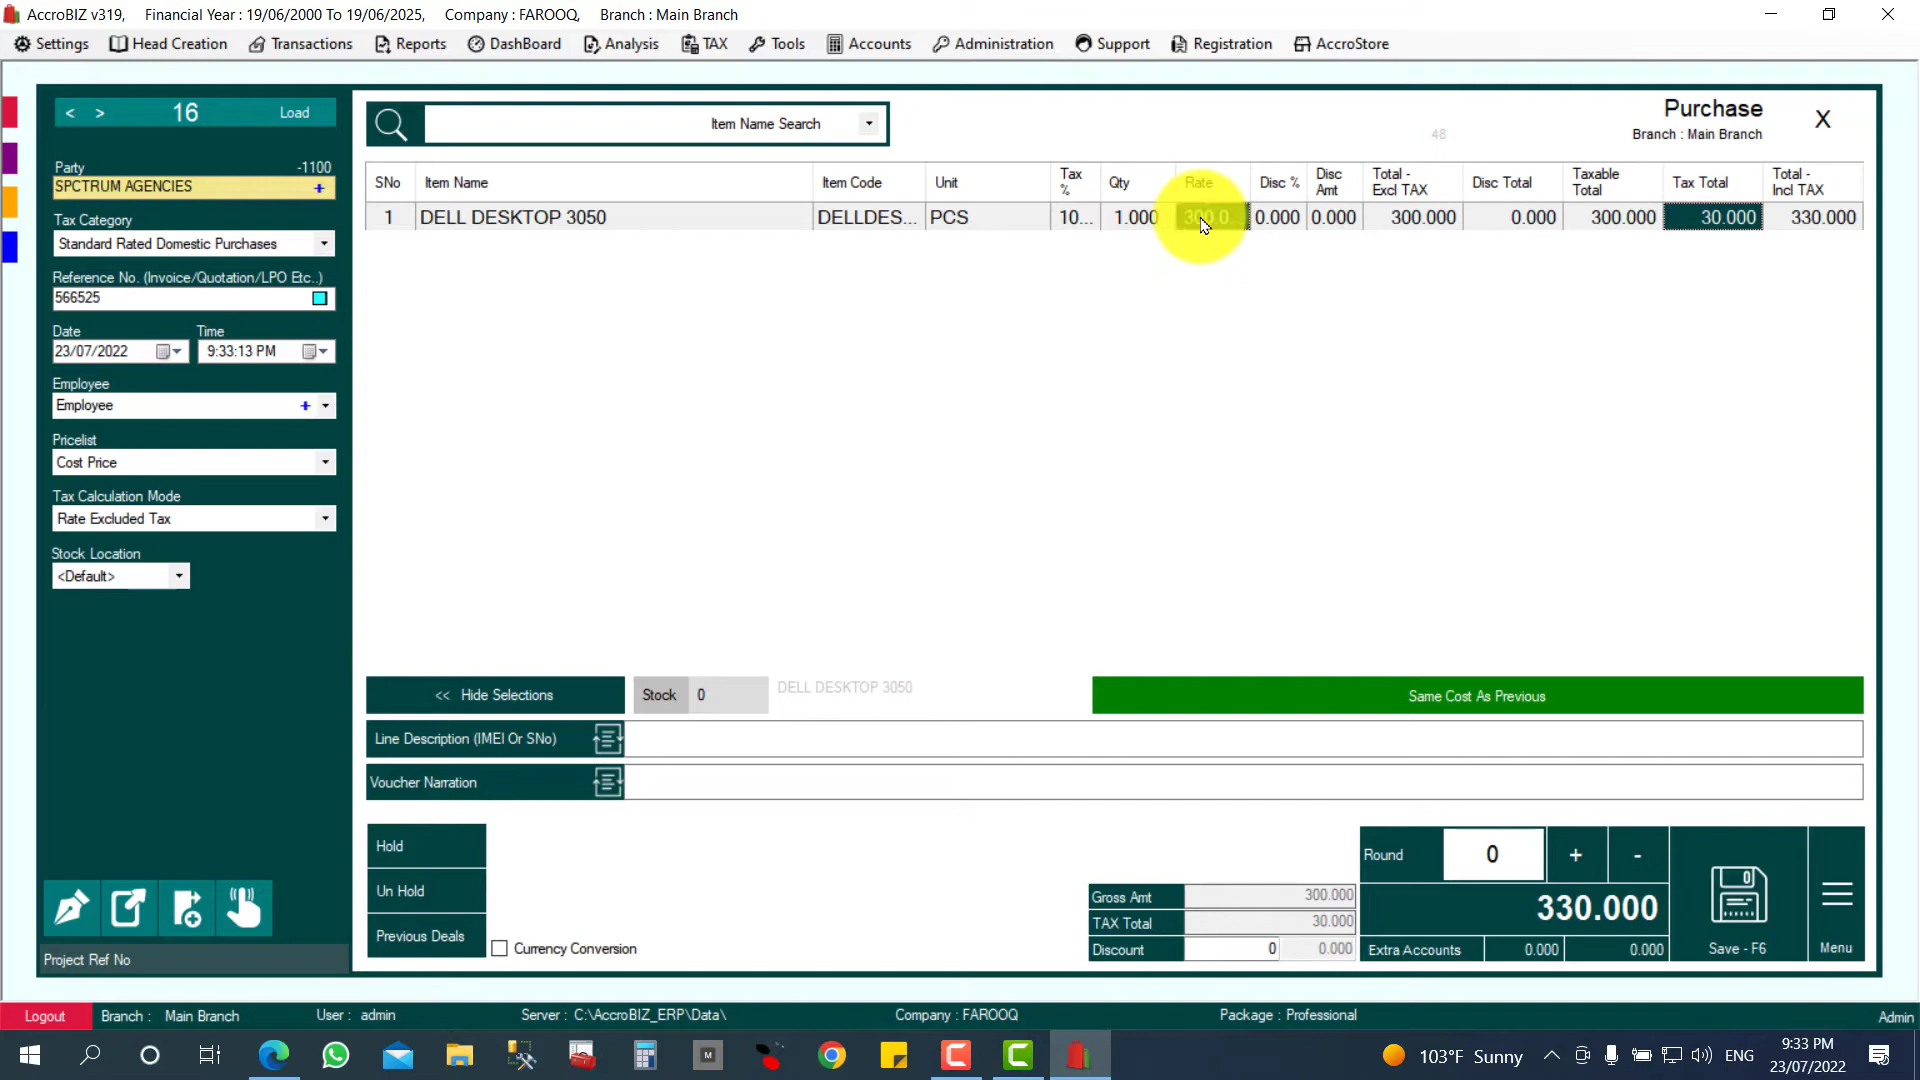 AccroBIZ v319, Financial Year : 19/06/2000 To 19/06/2025, Company : FAROOQ, Branch : Main Branch
Settings Head Creation Transactions Reports DashBoard Analysis TAX Tools Accounts Administration Support Registration AccroStore
< > 16 Load
Item Name Search
48
Purchase
Branch : Main Branch
X
Party -1100
SPCTRUM AGENCIES +
Tax Category
Standard Rated Domestic Purchases
Reference No. (Invoice/Quotation/LPO Etc..)
566525
Date Time
23/07/2022 9:33:13 PM
Employee
Employee +
Pricelist
Cost Price
Tax Calculation Mode
Rate Excluded Tax
Stock Location
<Default>
Project Ref No
SNo Item Name Item Code Unit Tax % Qty Rate Disc % Disc Amt Total - Excl TAX Disc Total Taxable Total Tax Total Total - Incl TAX
1 DELL DESKTOP 3050 DELLDES... PCS 10... 1.000 300.0... 0.000 0.000 300.000 0.000 300.000 30.000 330.000
<< Hide Selections Stock 0 DELL DESKTOP 3050 Same Cost As Previous
Line Description (IMEI Or SNo)
Voucher Narration
Hold
Un Hold
Previous Deals
Currency Conversion
Gross Amt 300.000
TAX Total 30.000
Discount 0 0.000
Round 0 + -
330.000
Extra Accounts 0.000 0.000
Save - F6
Menu
Logout Branch : Main Branch User : admin Server : C:\AccroBIZ_ERP\Data\ Company : FAROOQ Package : Professional Admin
M
103°F Sunny ENG 9:33 PM
23/07/2022